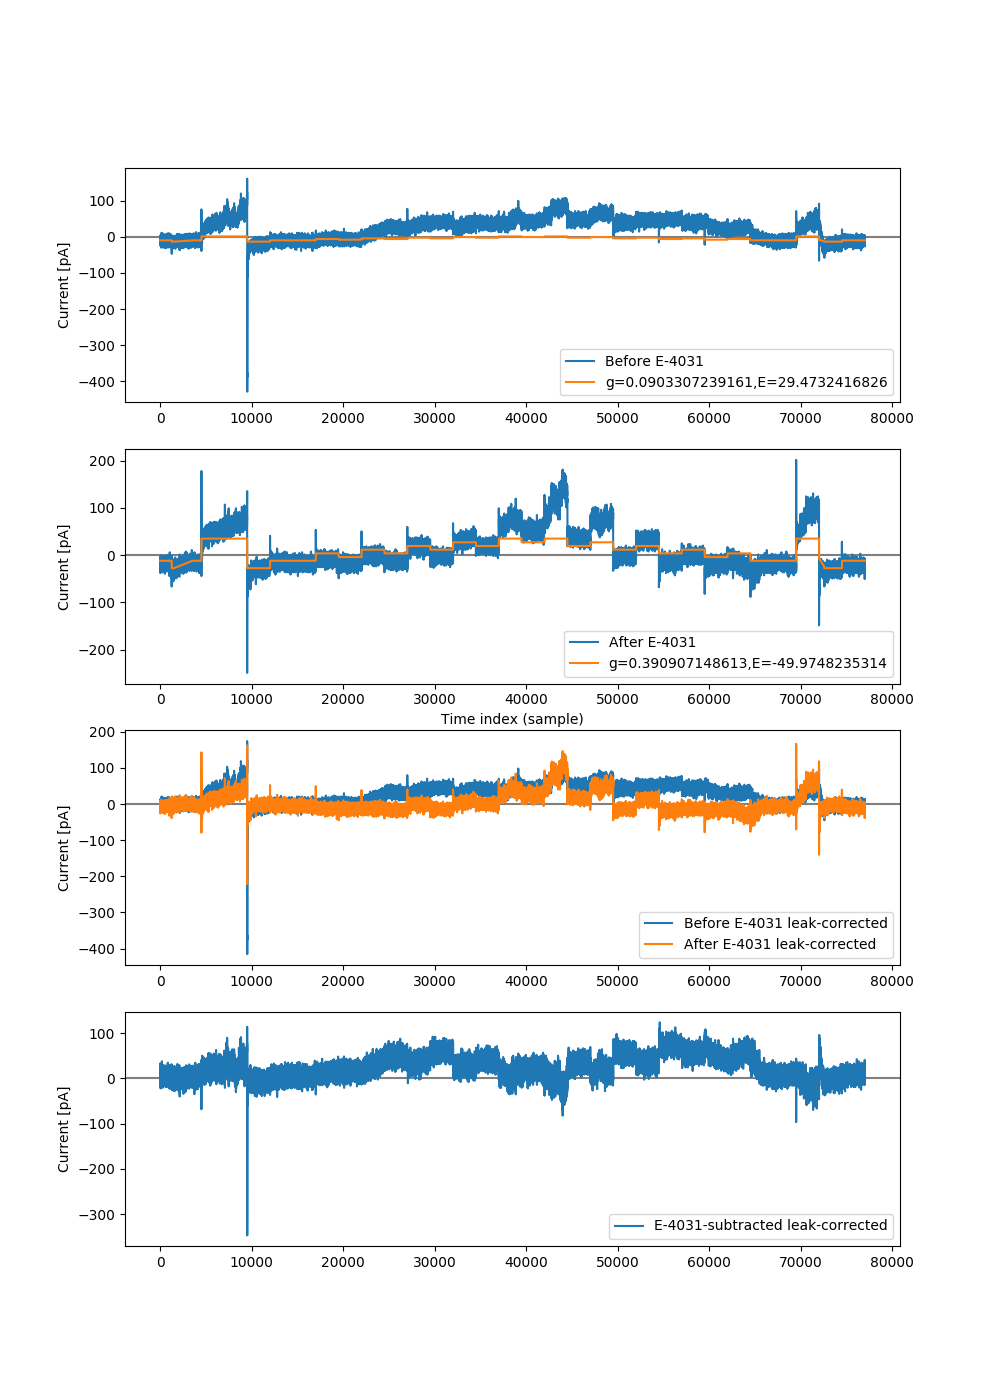 100
0
−100
−200
−300
−400
Current [pA]
Before E-4031
g=0.0903307239161,E=29.4732416826
0 10000 20000 30000 40000 50000 60000 70000 80000
200
100
0
−100
−200
Current [pA]
After E-4031
g=0.390907148613,E=-49.9748235314
0 10000 20000 30000 40000 50000 60000 70000 80000
Time index (sample)
200
100
0
−100
−200
−300
−400
Current [pA]
Before E-4031 leak-corrected
After E-4031 leak-corrected
0 10000 20000 30000 40000 50000 60000 70000 80000
100
0
−100
−200
−300
Current [pA]
E-4031-subtracted leak-corrected
0 10000 20000 30000 40000 50000 60000 70000 80000